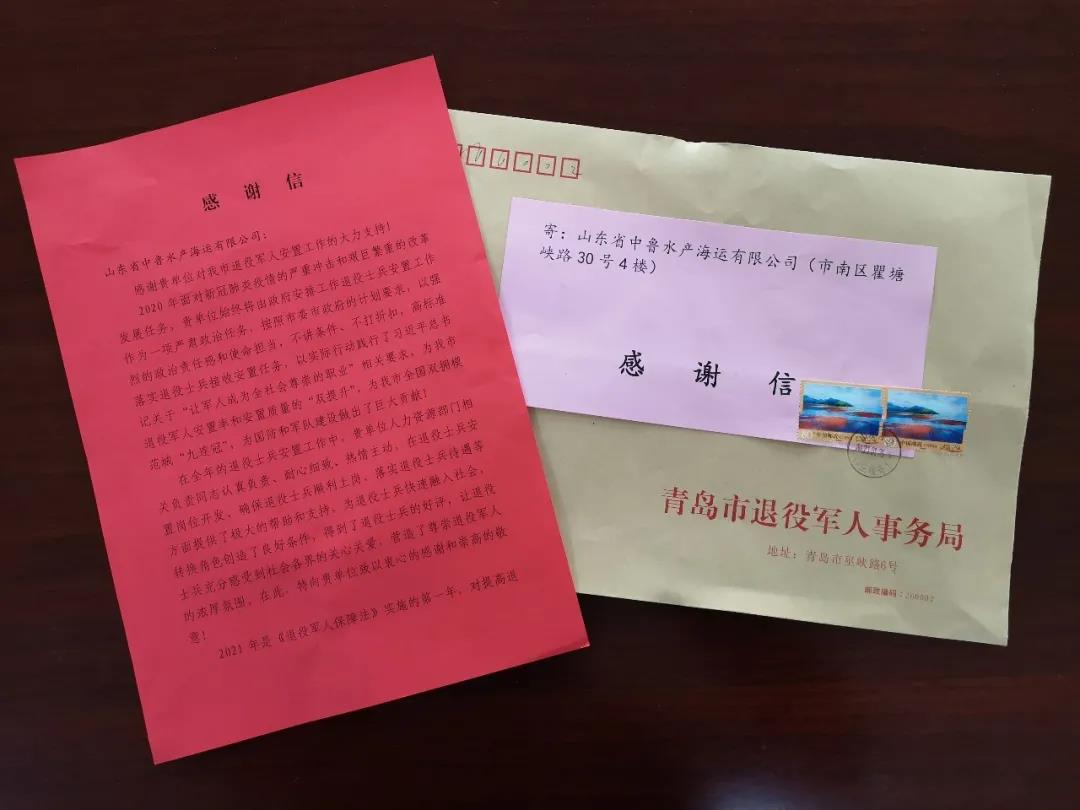 感谢信
山东省中鲁水产海运有限公司：
感谢贵单位对我市退役军人安置工作的大力支持！
2020年面对新冠肺炎疫情的严重冲击和艰巨繁重的改革
发展任务，贵单位始终将由政府安排工作退役士兵安置工作
作为一项严肃政治任务，按照市委市政府的计划要求，以强
烈的政治责任感和使命担当，不讲条件、不打折扣，高标准
落实退役士兵接收安置任务，以实际行动践行了习近平总书
记关于“让军人成为全社会尊崇的职业”相关要求，为我市
退役军人安置率和安置质量的“双提升”，为我市全国双拥模
范城“九连冠”，为国防和军队建设做出了巨大贡献！
在全年的退役士兵安置工作中，贵单位人力资源部门相
关负责同志认真负责、耐心细致、热情主动，在退役士兵安
置岗位开发、确保退役士兵顺利上岗、落实退役士兵待遇等
方面提供了极大的帮助和支持，为退役士兵快速融入社会，
转换角色创造了良好条件，得到了退役士兵的好评，让退役
士兵充分感受到社会各界的关心关爱，营造了尊崇退役军人
的浓厚氛围。在此，特向贵单位致以衷心的感谢和崇高的敬
意！
2021年是《退役军人保障法》实施的第一年，对提高退
寄：山东省中鲁水产海运有限公司（市南区瞿塘
峡路30号4楼）
感谢信
80 中国邮政
中国邮政
青岛市退役军人事务局
地址：青岛市巫峡路6号
邮政编码：266002